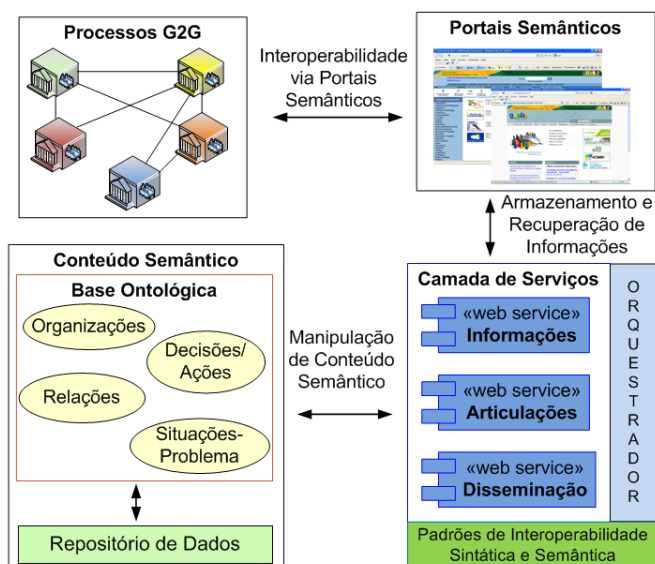 Processos G2G
Interoperabilidade
via Portais
Semânticos
Portais Semânticos
Armazenamento e
Recuperação de
Informações
Conteúdo Semântico
Base Ontológica
Organizações
Decisões/
Ações
Relações
Situações-
Problema
Repositório de Dados
Manipulação
de Conteúdo
Semântico
Camada de Serviços
«web service»
Informações
«web service»
Articulações
«web service»
Disseminação
ORQUESTRADOR
Padrões de Interoperabilidade
Sintática e Semântica